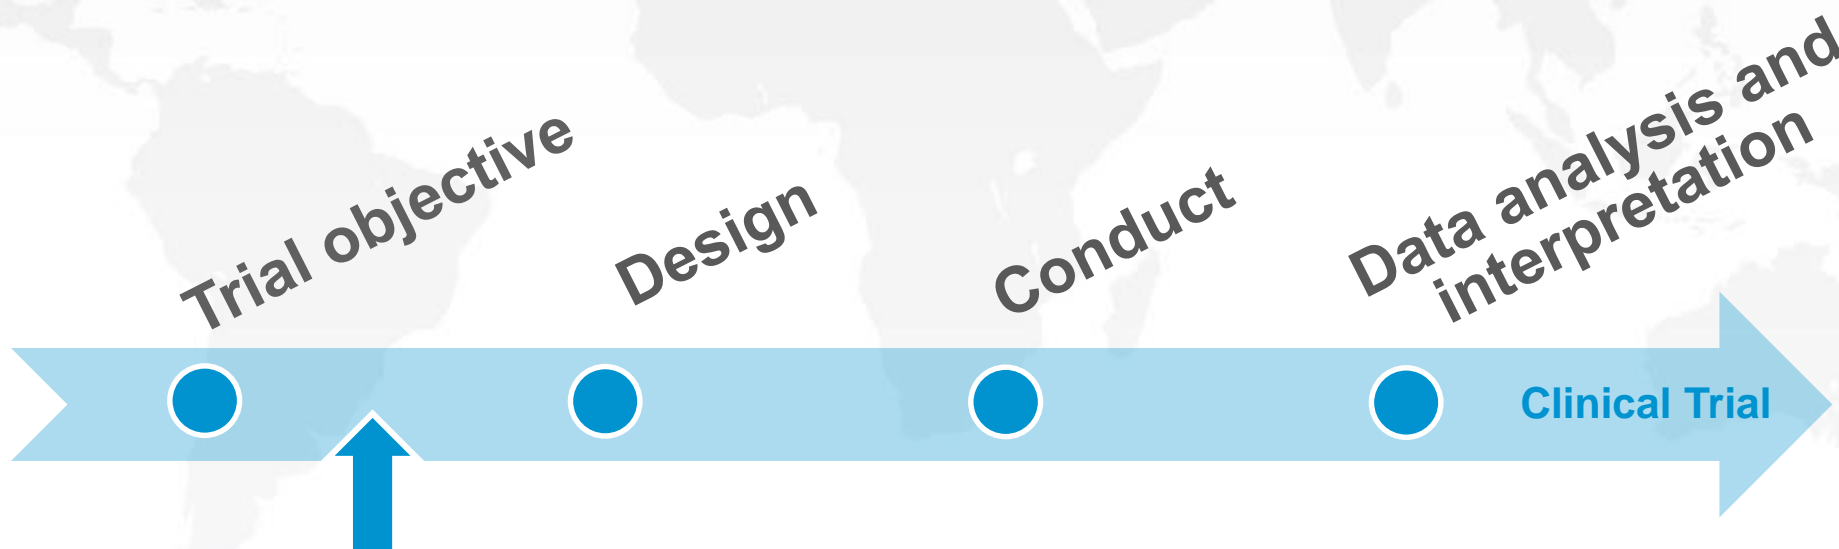 Trial objective
Design
Conduct
Data analysis and
interpretation
Clinical Trial